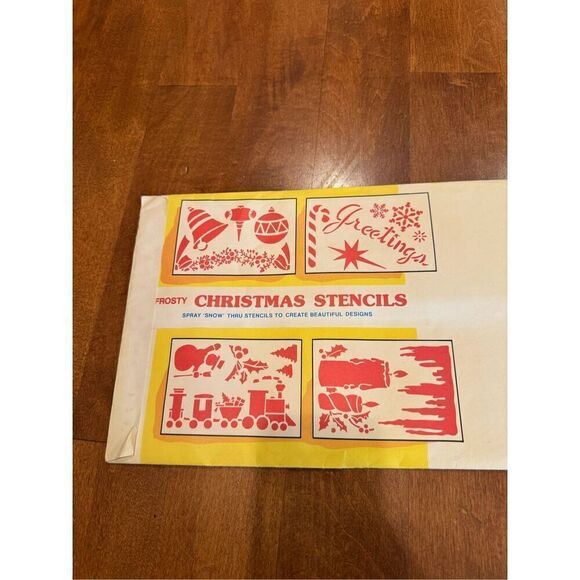 Greetings
FROSTY CHRISTMAS STENCILS
SPRAY 'SNOW' THRU STENCILS TO CREATE BEAUTIFUL DESIGNS